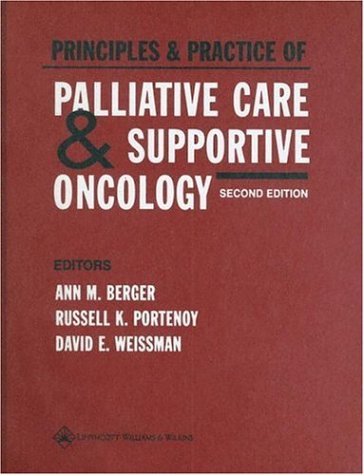 PRINCIPLES & PRACTICE OF
PALLIATIVE CARE
& SUPPORTIVE
ONCOLOGY SECOND EDITION
EDITORS
ANN M. BERGER
RUSSELL K. PORTENOY
DAVID E. WEISSMAN
LIPPINCOTT WILLIAMS & WILKINS